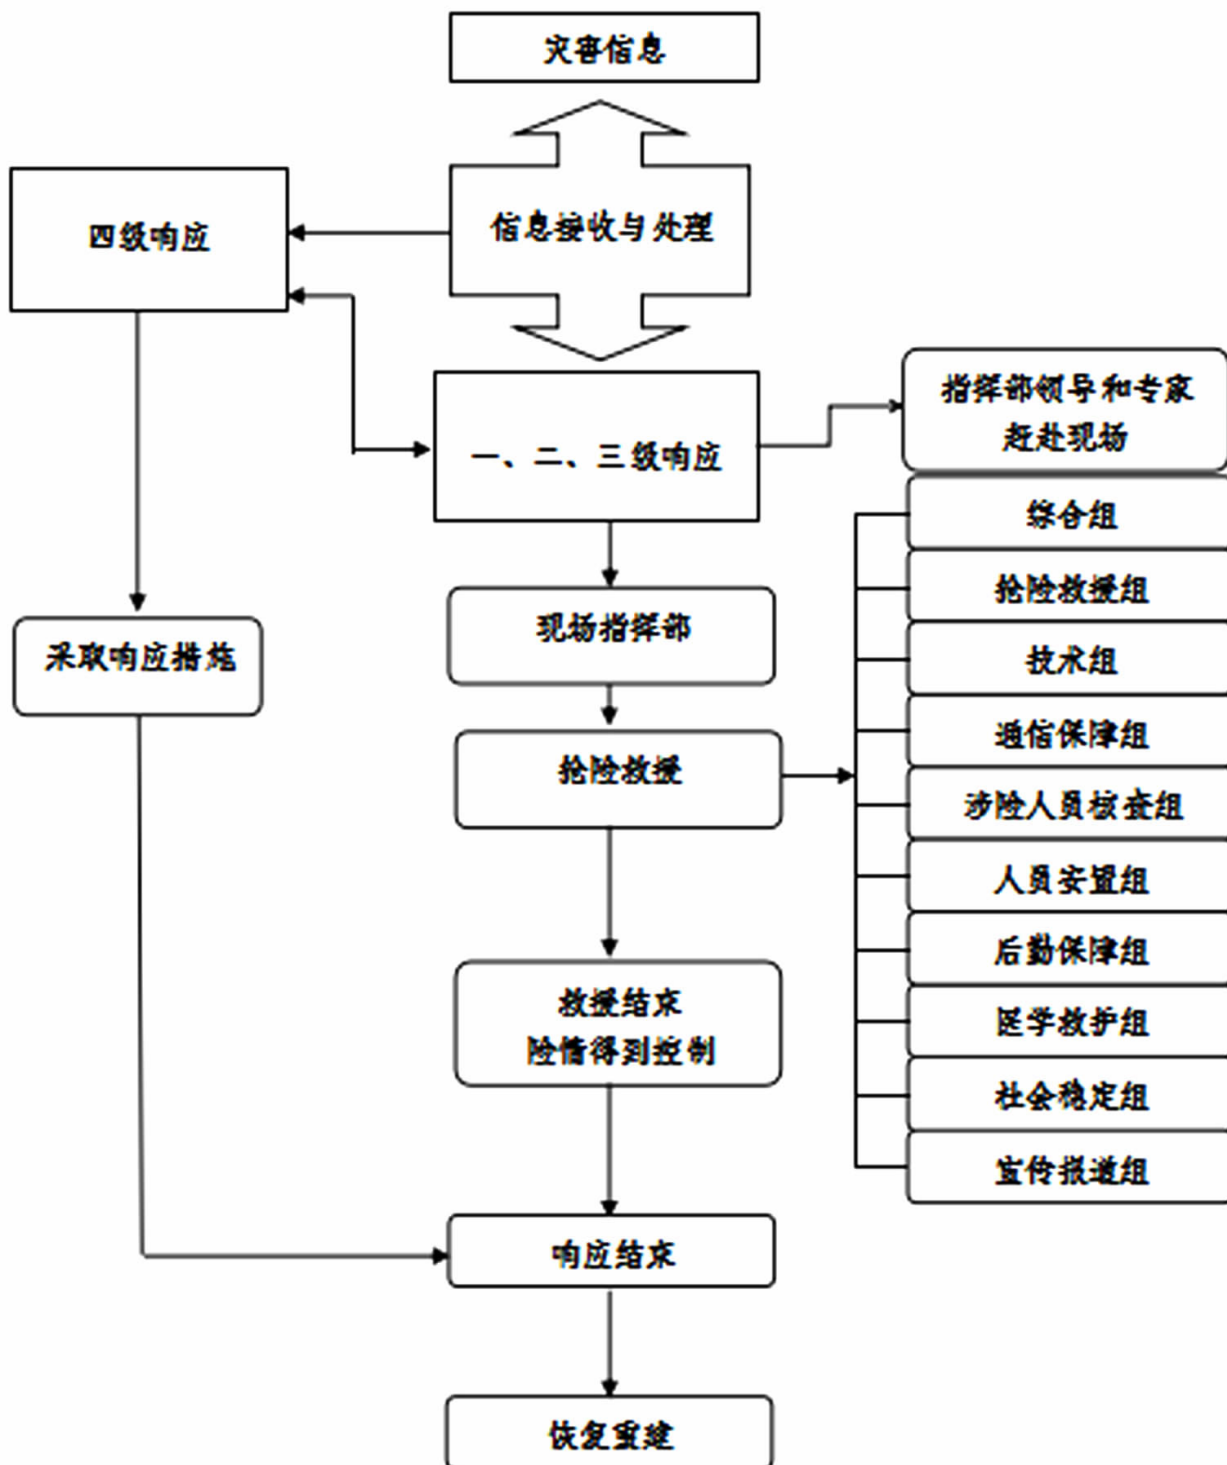 灾害信息
信息接收与处理
四级响应
一、二、三级响应
指挥部领导和专家
赶赴现场
综合组
抢险救援组
技术组
通信保障组
涉险人员核查组
人员安置组
后勤保障组
医学救护组
社会稳定组
宣传报道组
现场指挥部
采取响应措施
抢险救援
救援结束
险情得到控制
响应结束
恢复重建